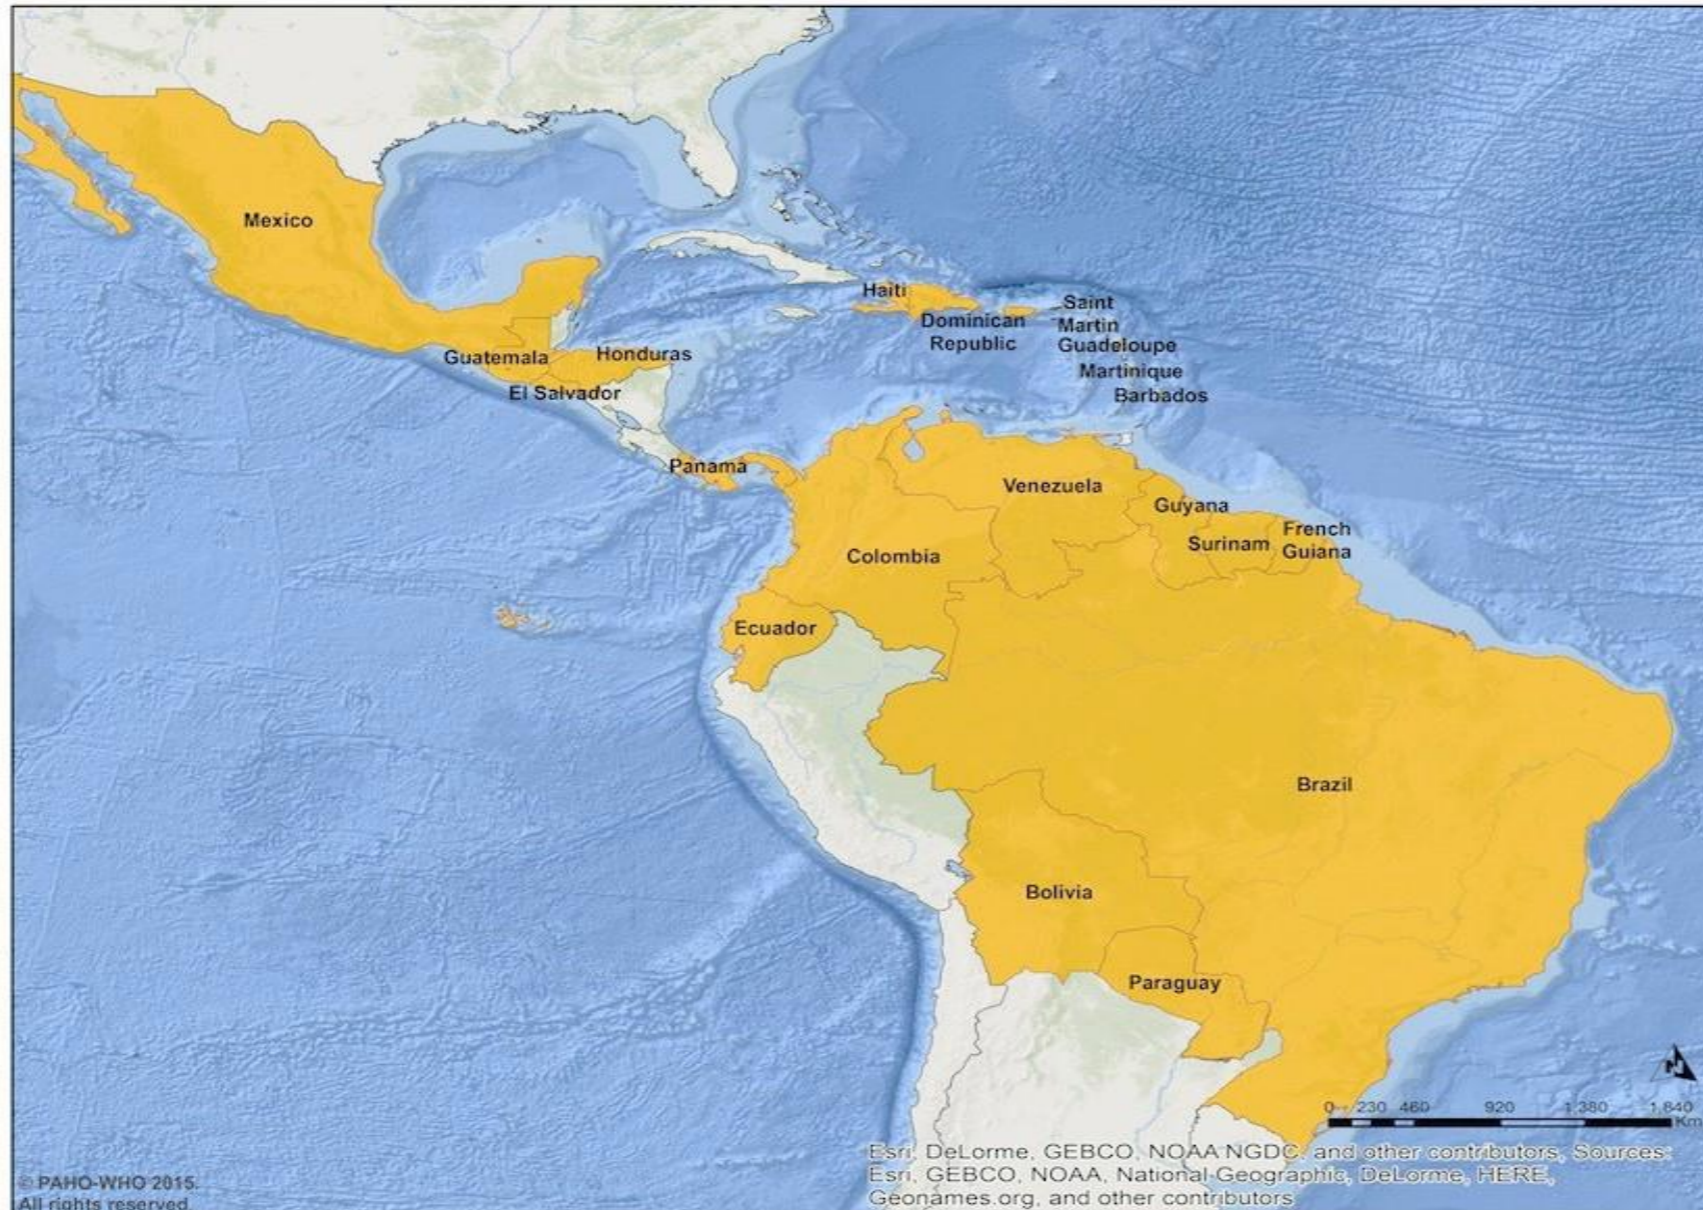 Mexico
Haiti
Saint
Martin
Dominican
Republic
Guadeloupe
Guatemala
Honduras
Martinique
El Salvador
Barbados
Panama
Venezuela
Guyana
French
Guiana
Surinam
Colombia
Ecuador
Brazil
Bolivia
Paraguay
N
0 230 460 920 1,380 1,840
Km
Esri, DeLorme, GEBCO, NOAA NGDC, and other contributors, Sources:
Esri, GEBCO, NOAA, National Geographic, DeLorme, HERE,
Geonames.org, and other contributors
© PAHO-WHO 2015.
All rights reserved.